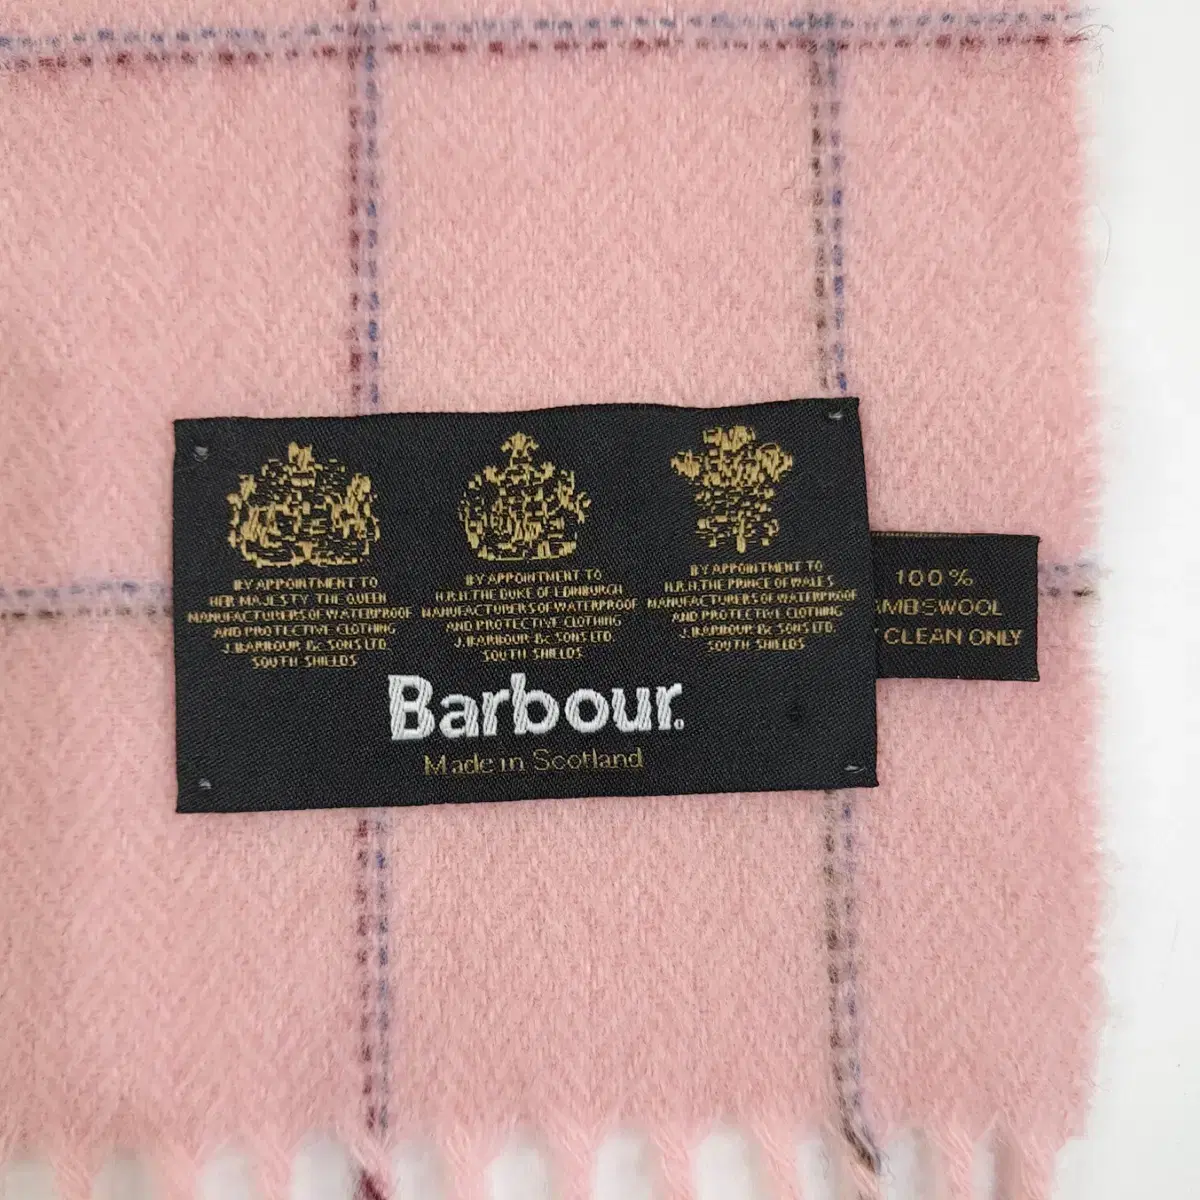 BY APPOINTMENT TO
HER MAJESTY THE QUEEN
MANUFACTURERS OF WATERPROOF
AND PROTECTIVE CLOTHING
J. BARBOUR & SONS LTD.
SOUTH SHIELDS
BY APPOINTMENT TO
H.R.H. THE DUKE OF EDINBURGH
MANUFACTURERS OF WATERPROOF
AND PROTECTIVE CLOTHING
J. BARBOUR & SONS LTD.
SOUTH SHIELDS
BY APPOINTMENT TO
H.R.H. THE PRINCE OF WALES
MANUFACTURERS OF WATERPROOF
AND PROTECTIVE CLOTHING
J. BARBOUR & SONS LTD.
SOUTH SHIELDS
Barbour.
Made in Scotland
100%
MBSWOOL
Y CLEAN ONLY